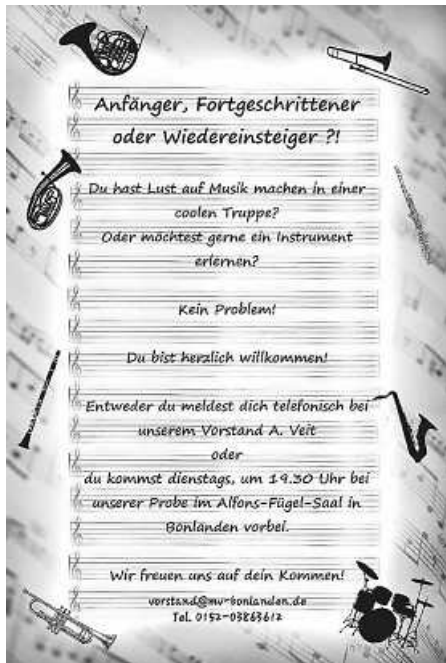 Anfänger, Fortgeschrittener
oder Wiedereinsteiger ?!
Du hast Lust auf Musik machen in einer
coolen Truppe?
Oder möchtest gerne ein Instrument
erlernen?
Kein Problem!
Du bist herzlich willkommen!
Entweder du meldest dich telefonisch bei
unserem Vorstand A. Veit
oder
du kommst dienstags, um 19.30 Uhr bei
unserer Probe im Alfons-Fügel-Saal in
Bonlanden vorbei.
Wir freuen uns auf dein Kommen!
vorstand@mv-bonlanden.de
Tel. 0152-03863612